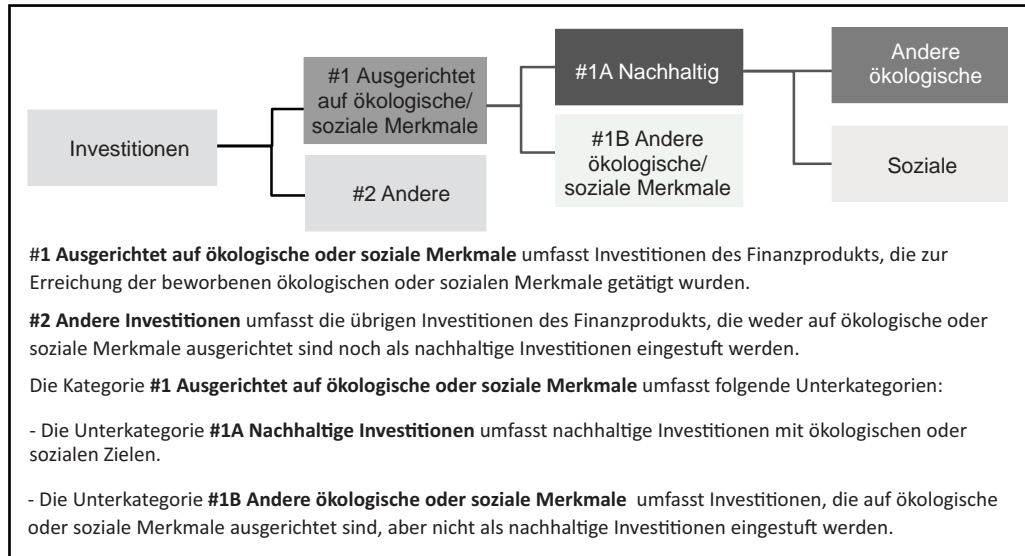 Investitionen
#1 Ausgerichtet
auf ökologische/
soziale Merkmale
#2 Andere
#1A Nachhaltig
#1B Andere
ökologische/
soziale Merkmale
Andere
ökologische
Soziale
#1 Ausgerichtet auf ökologische oder soziale Merkmale umfasst Investitionen des Finanzprodukts, die zur
Erreichung der beworbenen ökologischen oder sozialen Merkmale getätigt wurden.
#2 Andere Investitionen umfasst die übrigen Investitionen des Finanzprodukts, die weder auf ökologische oder
soziale Merkmale ausgerichtet sind noch als nachhaltige Investitionen eingestuft werden.
Die Kategorie #1 Ausgerichtet auf ökologische oder soziale Merkmale umfasst folgende Unterkategorien:
- Die Unterkategorie #1A Nachhaltige Investitionen umfasst nachhaltige Investitionen mit ökologischen oder
sozialen Zielen.
- Die Unterkategorie #1B Andere ökologische oder soziale Merkmale umfasst Investitionen, die auf ökologische
oder soziale Merkmale ausgerichtet sind, aber nicht als nachhaltige Investitionen eingestuft werden.